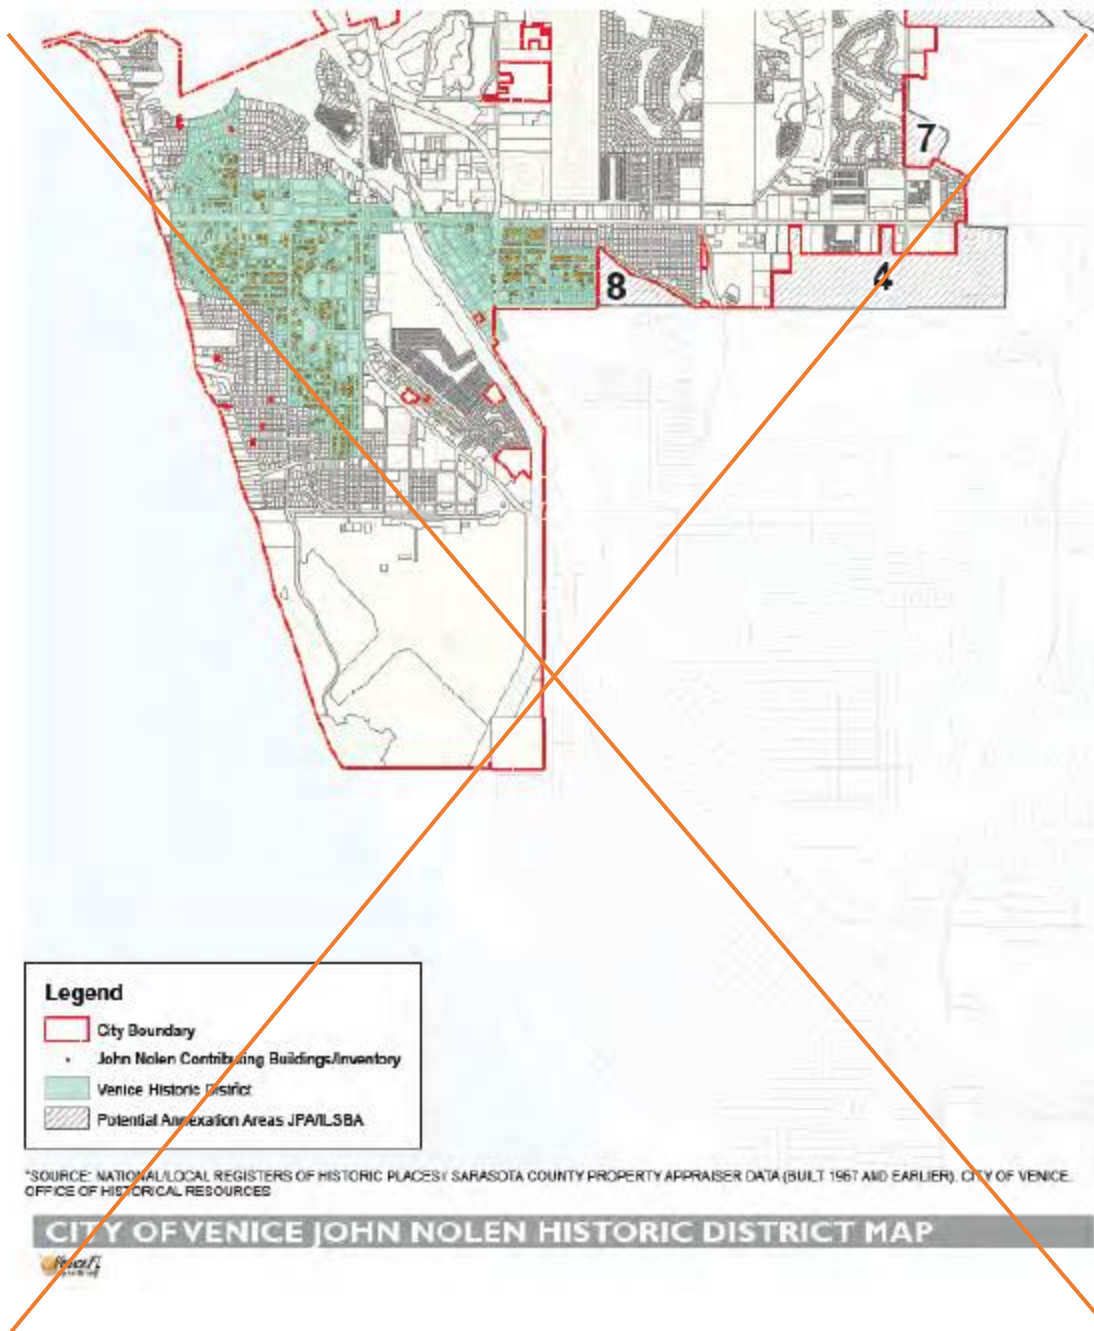 7
8
4
Legend
City Boundary
John Nolen Contributing Buildings/Inventory
Venice Historic District
Potential Annexation Areas JPA/ILSBA
*SOURCE: NATIONAL/LOCAL REGISTERS OF HISTORIC PLACES / SARASOTA COUNTY PROPERTY APPRAISER DATA (BUILT 1967 AND EARLIER). CITY OF VENICE.
OFFICE OF HISTORICAL RESOURCES
CITY OF VENICE JOHN NOLEN HISTORIC DISTRICT MAP